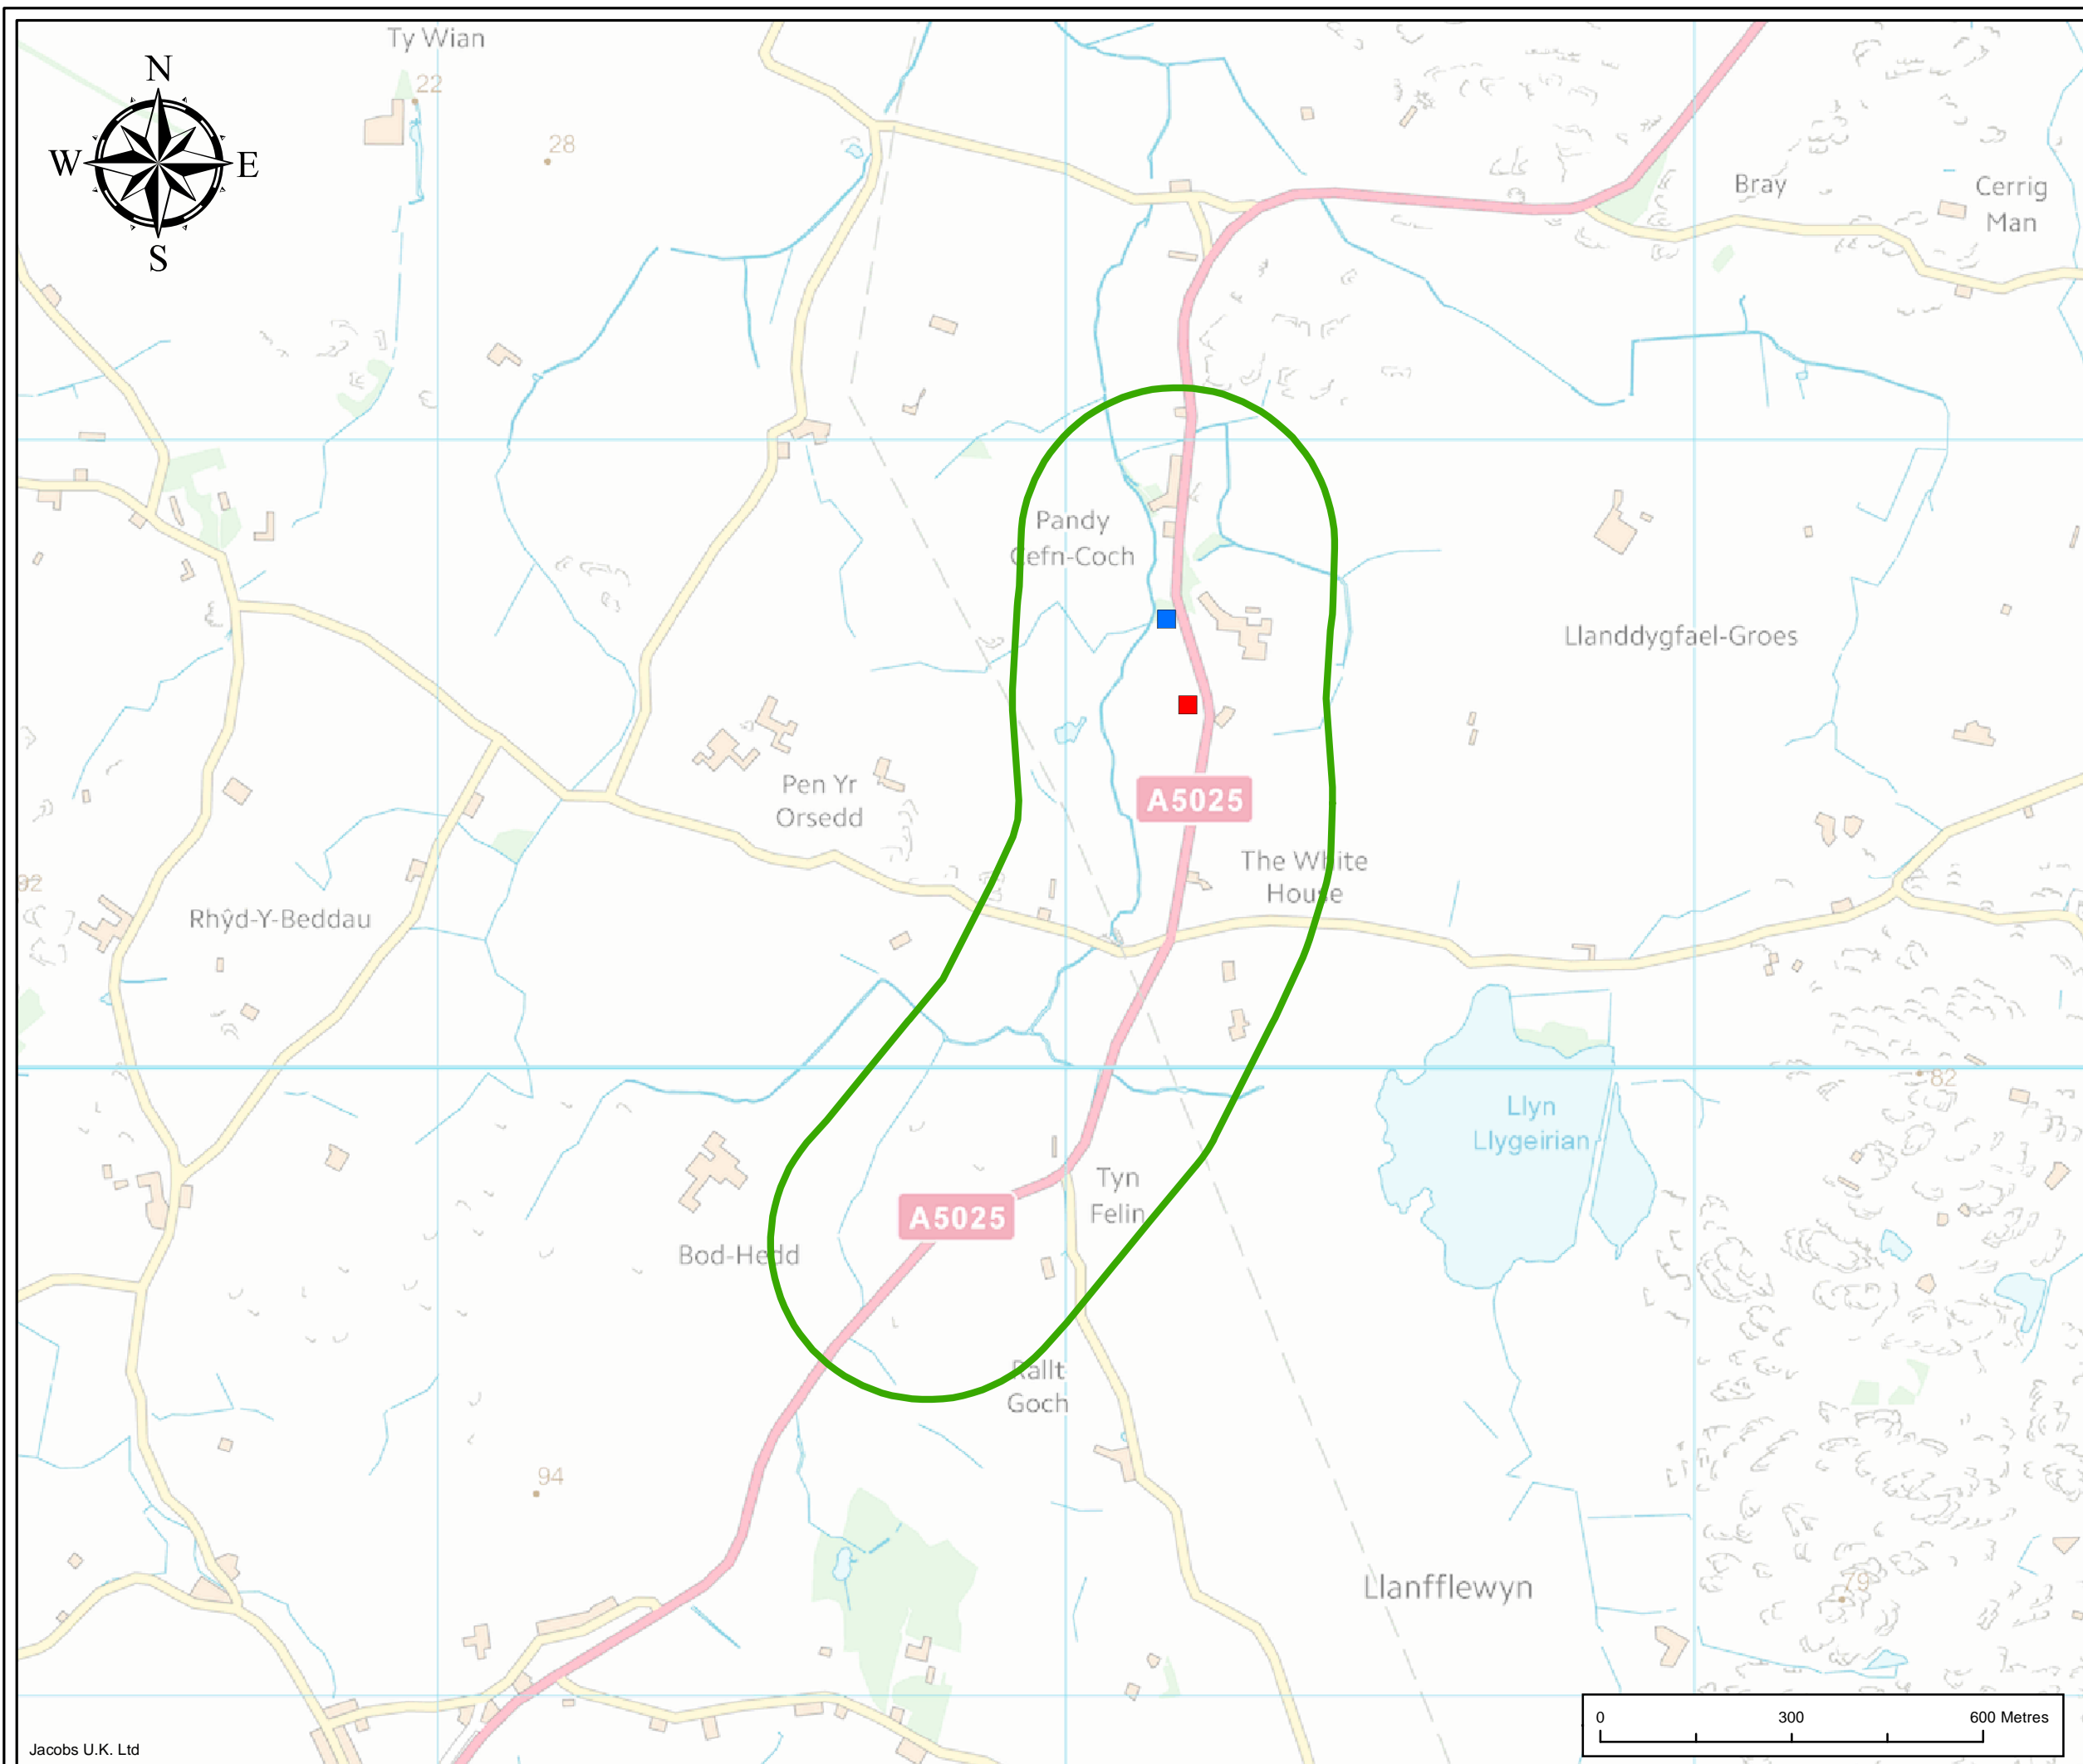 Ty Wian
N
22
28
W
E
S
Bray
Cerrig
Man
Pandy
Cefn-Coch
Llanddygfael-Groes
Pen Yr
Orsedd
A5025
The White
House
92
Rhŷd-Y-Beddau
82
Llyn
Llygeirian
Tyn
Felin
A5025
Bod-Hedd
Rallt
Goch
94
Llanfflewyn
79
0 300 600 Metres
Jacobs U.K. Ltd